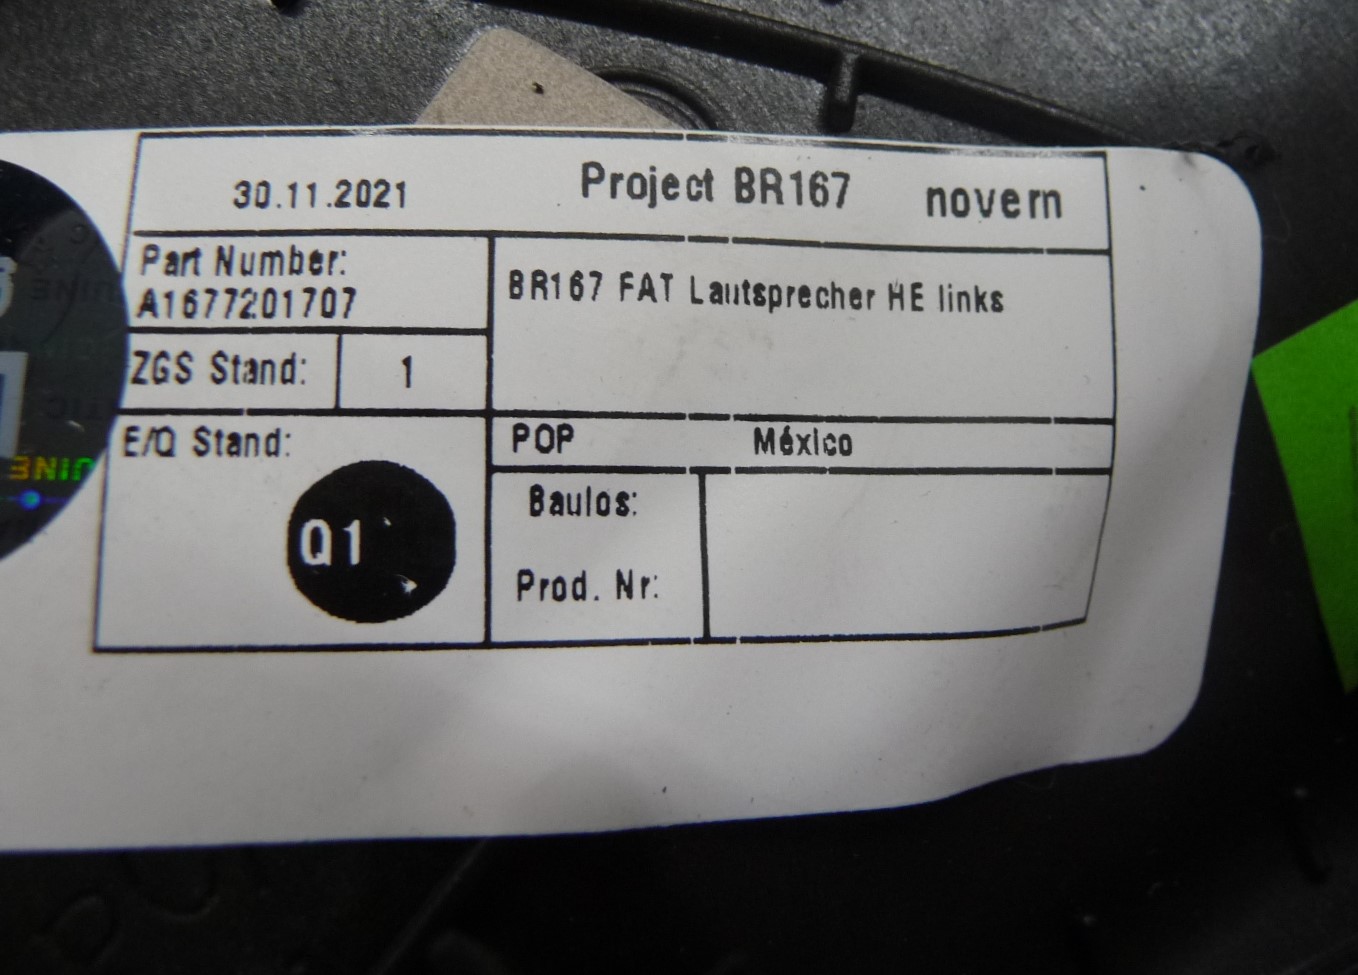 30.11.2021 Project BR167 novem
Part Number:
A1677201707
BR167 FAT Lautsprecher HE links
ZGS Stand: 1
E/Q Stand:
Q1
POP México
Baulos:
Prod. Nr: